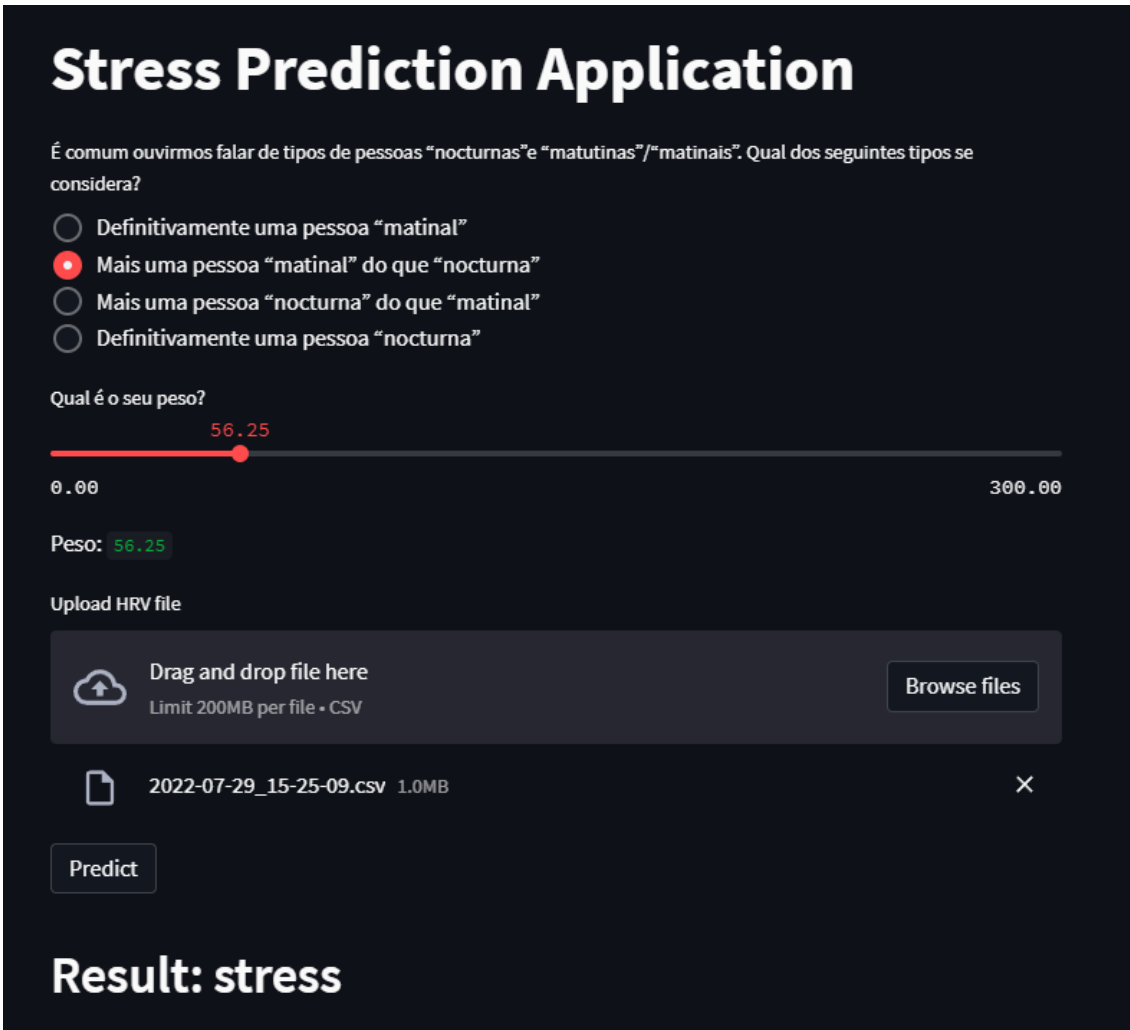 Stress Prediction Application
É comum ouvirmos falar de tipos de pessoas “nocturnas”e “matutinas”/“matinais”. Qual dos seguintes tipos se
considera?
Definitivamente uma pessoa “matinal”
Mais uma pessoa “matinal” do que “nocturna”
Mais uma pessoa “nocturna” do que “matinal”
Definitivamente uma pessoa “nocturna”
Qual é o seu peso?
56.25
0.00 300.00
Peso: 56.25
Upload HRV file
Drag and drop file here
Limit 200MB per file • CSV
Browse files
2022-07-29_15-25-09.csv 1.0MB
Predict
Result: stress